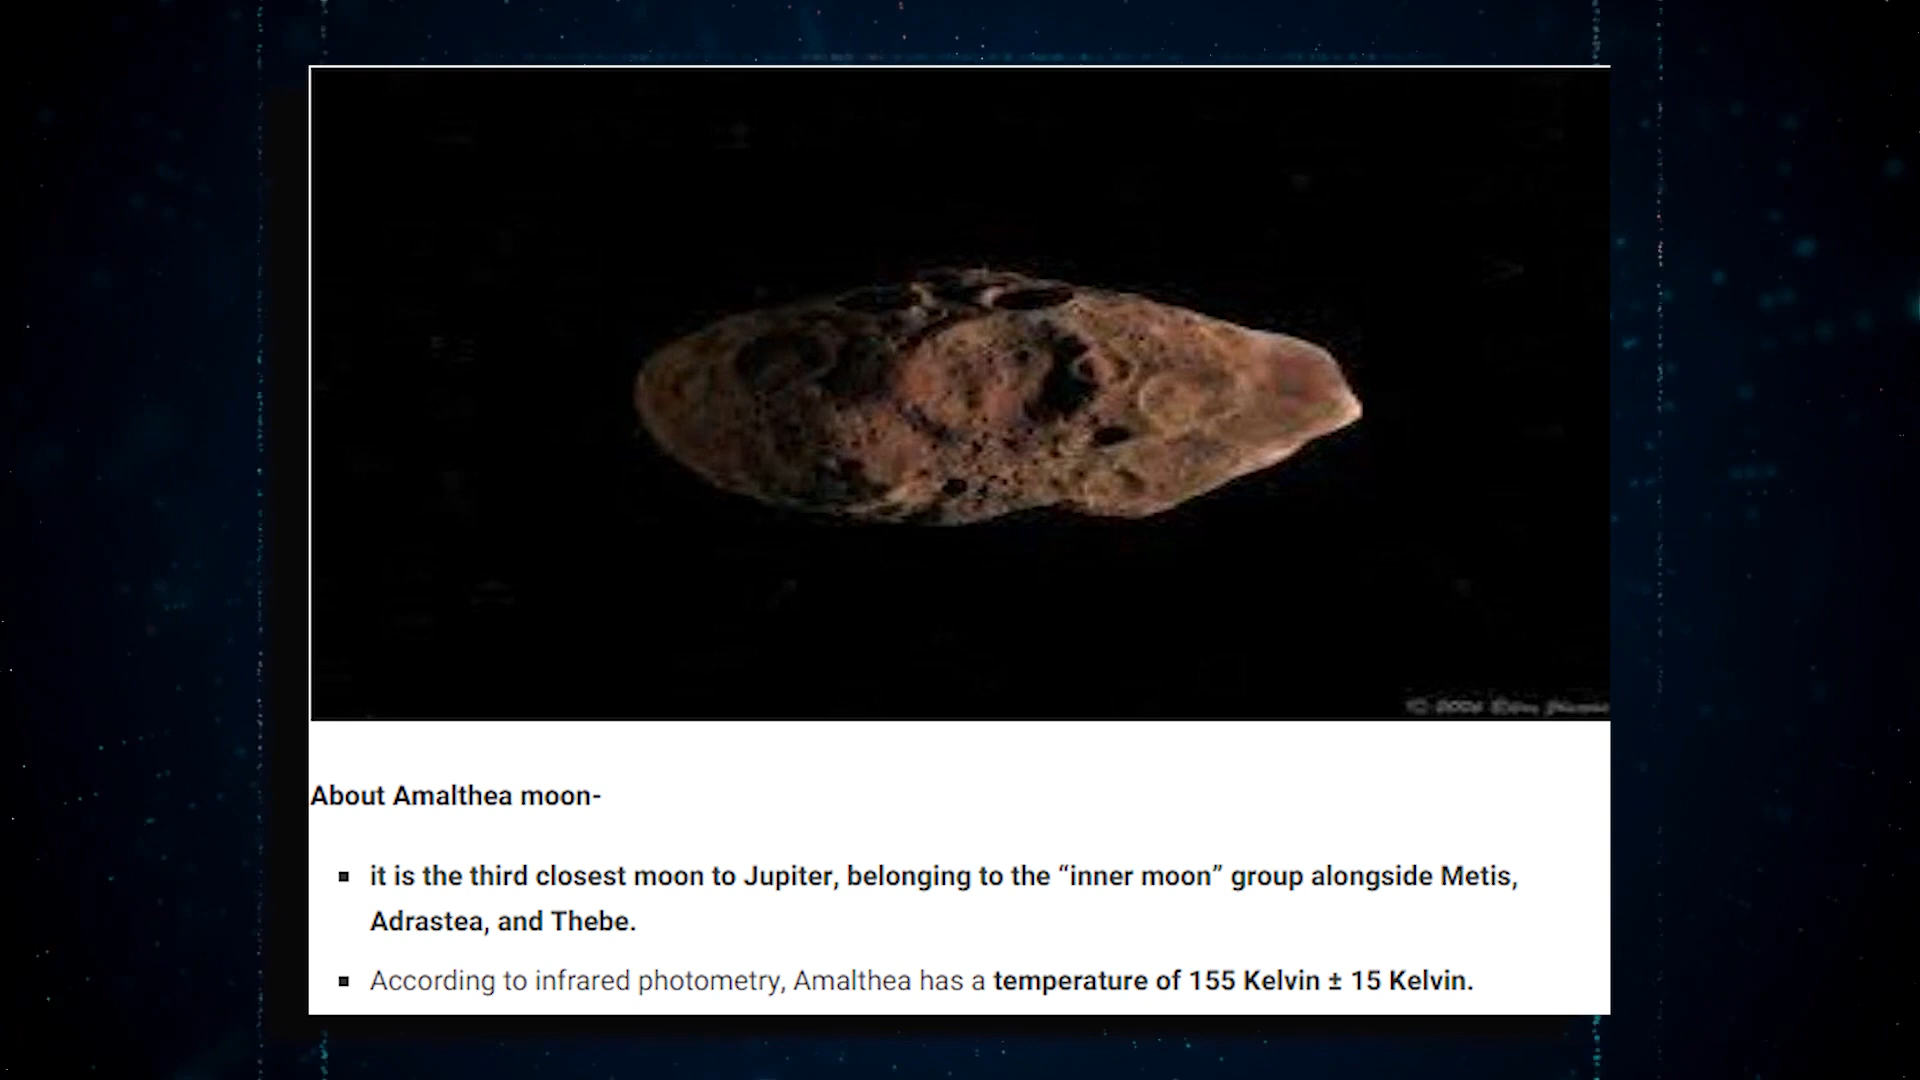 About Amalthea moon-
▪ it is the third closest moon to Jupiter, belonging to the “inner moon” group alongside Metis,
Adrastea, and Thebe.
▪ According to infrared photometry, Amalthea has a temperature of 155 Kelvin ± 15 Kelvin.